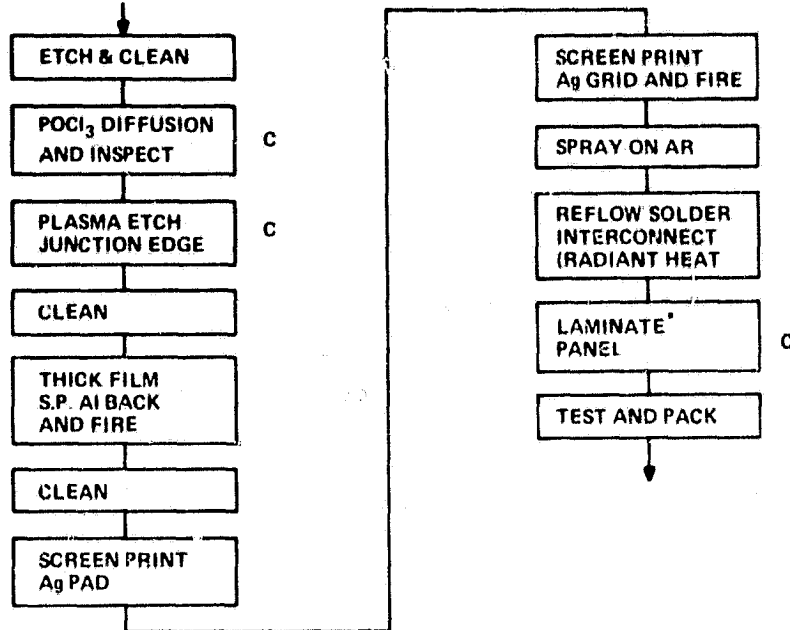 ETCH & CLEAN
POCl₃ DIFFUSION
AND INSPECT
C
PLASMA ETCH
JUNCTION EDGE
C
CLEAN
THICK FILM
S.P. Al BACK
AND FIRE
CLEAN
SCREEN PRINT
Ag PAD
SCREEN PRINT
Ag GRID AND FIRE
SPRAY ON AR
REFLOW SOLDER
INTERCONNECT
(RADIANT HEAT
LAMINATE*
PANEL
C
TEST AND PACK